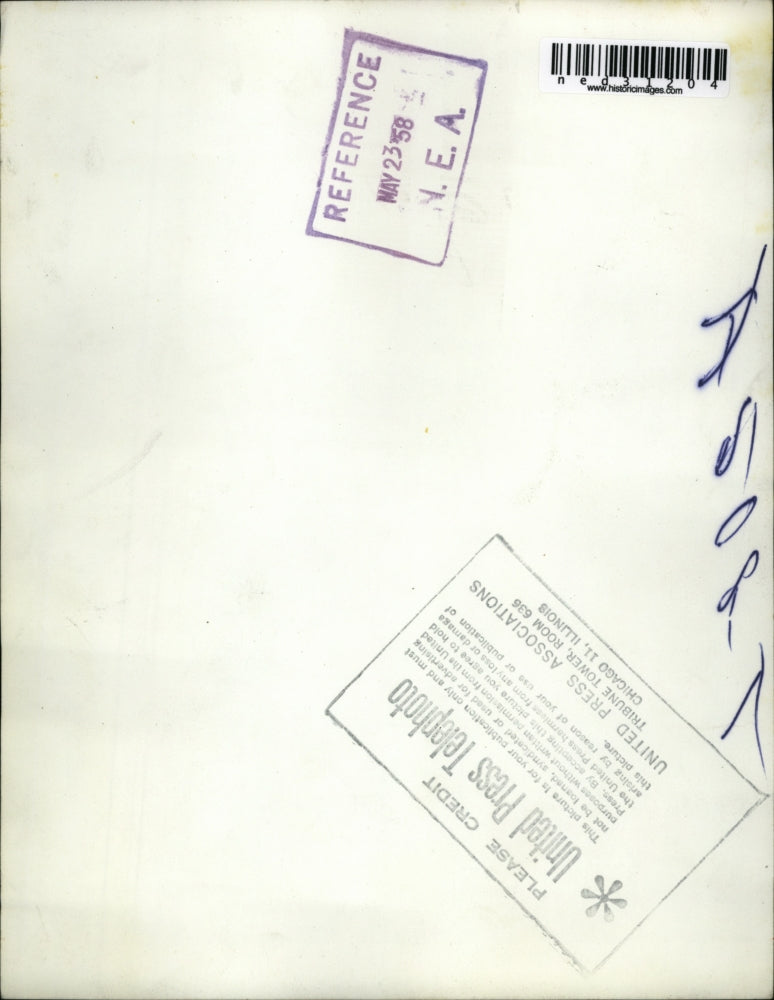 ned31204
www.historicimages.com
REFERENCE
MAY 23 '58
N. E. A.
PLEASE CREDIT
United Press Telephoto
This picture is for your publication only and must
not be loaned, syndicated or used for advertising
purposes without written permission from the United
Press. By accepting this picture you agree to hold
the United Press harmless from any loss or damage
arising by reason of your use or publication of
this picture.
UNITED PRESS ASSOCIATIONS
TRIBUNE TOWER, ROOM 636
CHICAGO 11, ILLINOIS